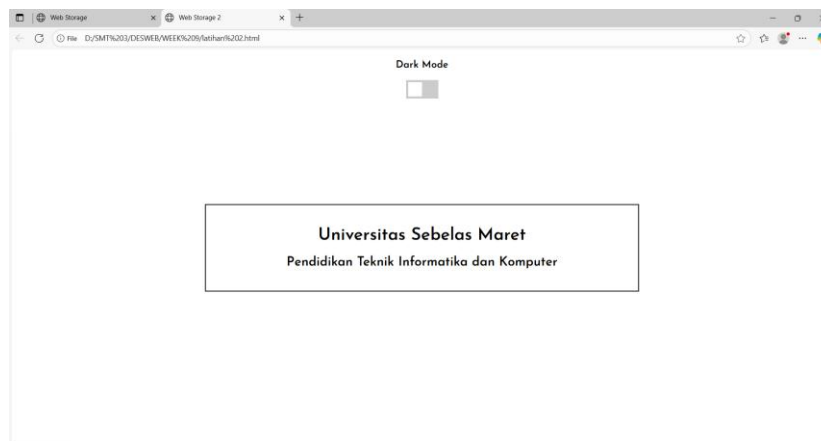 Web Storage
Web Storage 2
File D:/SMT%203/DESWEB/WEEK%209/latihan%202.html
Dark Mode
Universitas Sebelas Maret
Pendidikan Teknik Informatika dan Komputer